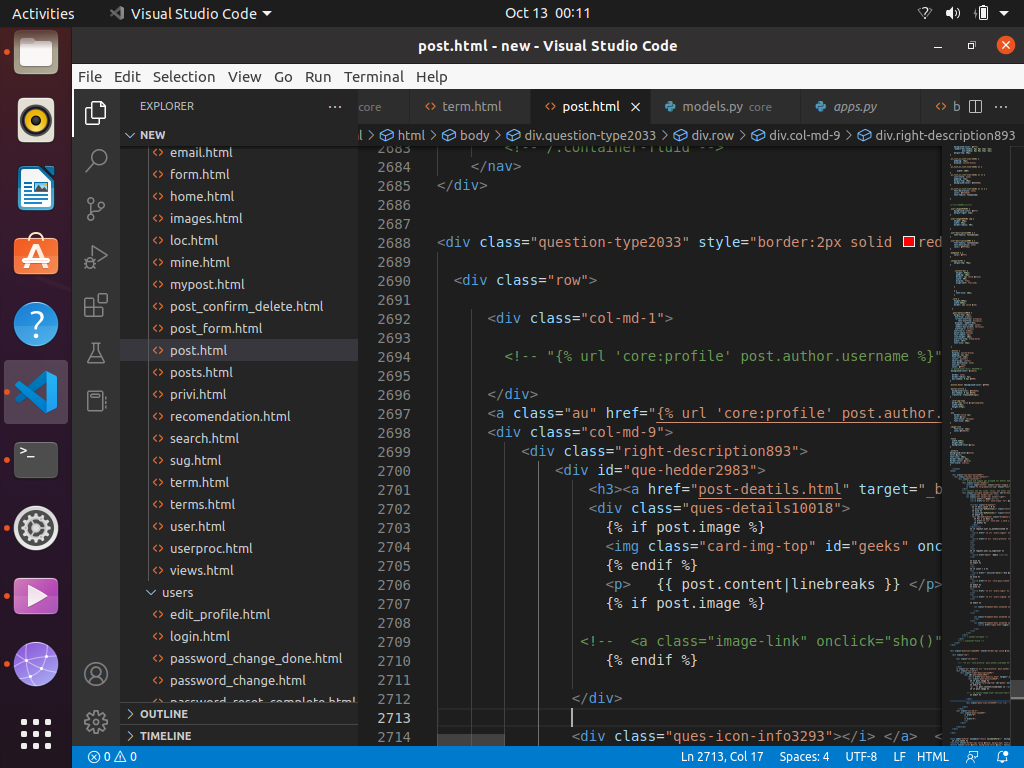 Activities
Visual Studio Code
Oct 13 00:11
post.html - new - Visual Studio Code
File Edit Selection View Go Run Terminal Help
EXPLORER
core
term.html
post.html
models.py core
apps.py
b
NEW
html
body
div.question-type2033
div.row
div.col-md-9
div.right-description893
email.html
form.html
home.html
images.html
loc.html
mine.html
mypost.html
post_confirm_delete.html
post_form.html
post.html
posts.html
privi.html
recomendation.html
search.html
sug.html
term.html
terms.html
user.html
userproc.html
views.html
users
edit_profile.html
login.html
password_change_done.html
password_change.html
password_reset_complete.html
OUTLINE
TIMELINE
2683 <!-- /.container-fluid -->
2684 </nav>
2685 </div>
2686
2687
2688 <div class="question-type2033" style="border:2px solid red
2689
2690 <div class="row">
2691
2692 <div class="col-md-1">
2693
2694 <!-- "{% url 'core:profile' post.author.username %}"
2695
2696 </div>
2697 <a class="au" href="{% url 'core:profile' post.author.
2698 <div class="col-md-9">
2699 <div class="right-description893">
2700 <div id="que-hedder2983">
2701 <h3><a href="post-deatils.html" target="_b
2702 <div class="ques-details10018">
2703 {% if post.image %}
2704 <img class="card-img-top" id="geeks" onc
2705 {% endif %}
2706 <p> {{ post.content|linebreaks }} </p>
2707 {% if post.image %}
2708
2709 <!-- <a class="image-link" onclick="sho()"
2710 {% endif %}
2711
2712 </div>
2713
2714 <div class="ques-icon-info3293"></i> </a> <
0 0
Ln 2713, Col 17
Spaces: 4
UTF-8
LF
HTML